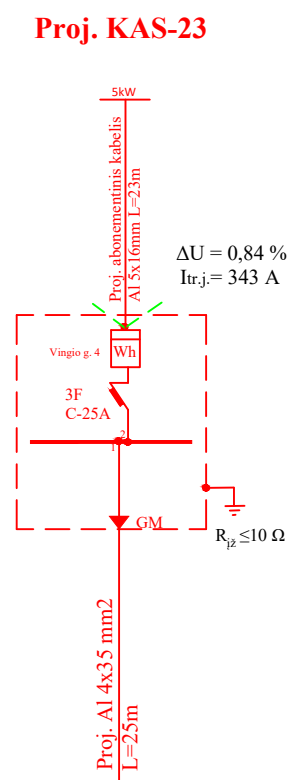 Proj. KAS-23
5kW
Proj. abonementinis kabelis
Al 5x16mm L=23m
ΔU = 0,84 %
Itr.j.= 343 A
Vingio g. 4
Wh
3F
C-25A
2
1
GM
Rįž ≤10 Ω
Proj. Al 4x35 mm2
L=25m